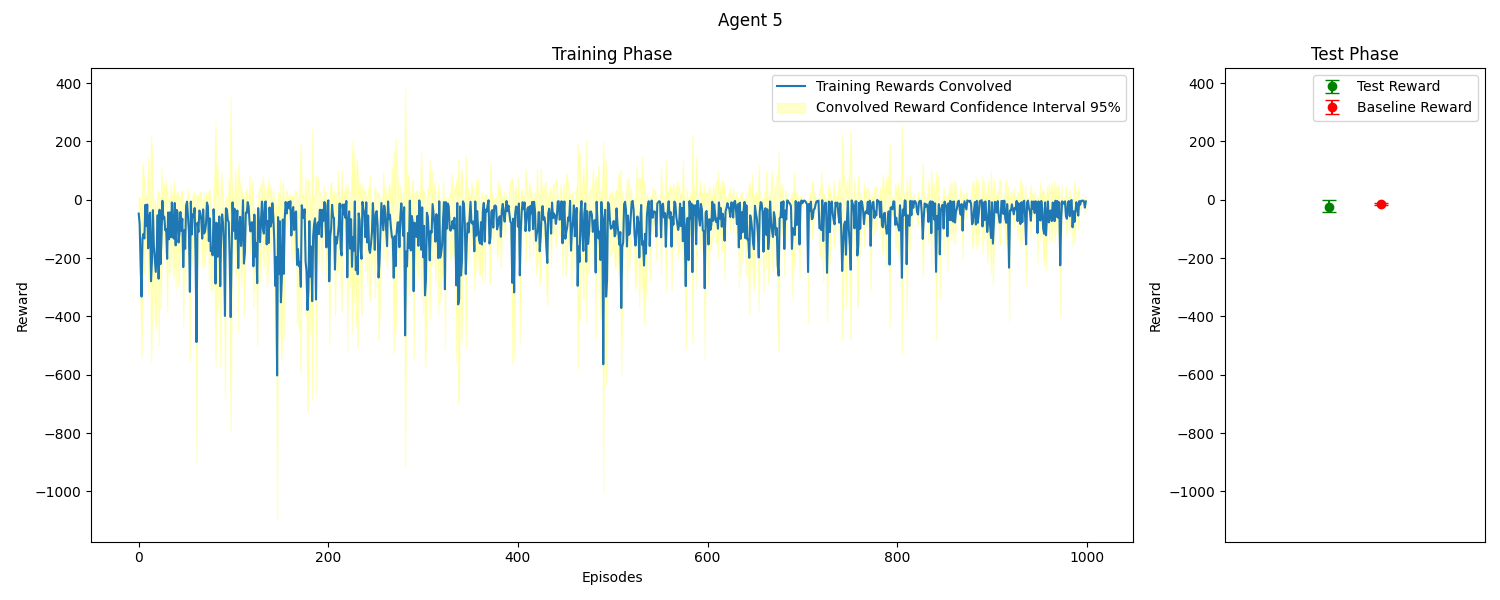 Agent 5
Training Phase
Training Rewards Convolved
Convolved Reward Confidence Interval 95%
400
200
0
−200
−400
−600
−800
−1000
Reward
0
200
400
600
800
1000
Episodes
Test Phase
Test Reward
Baseline Reward
400
200
0
−200
−400
−600
−800
−1000
Reward